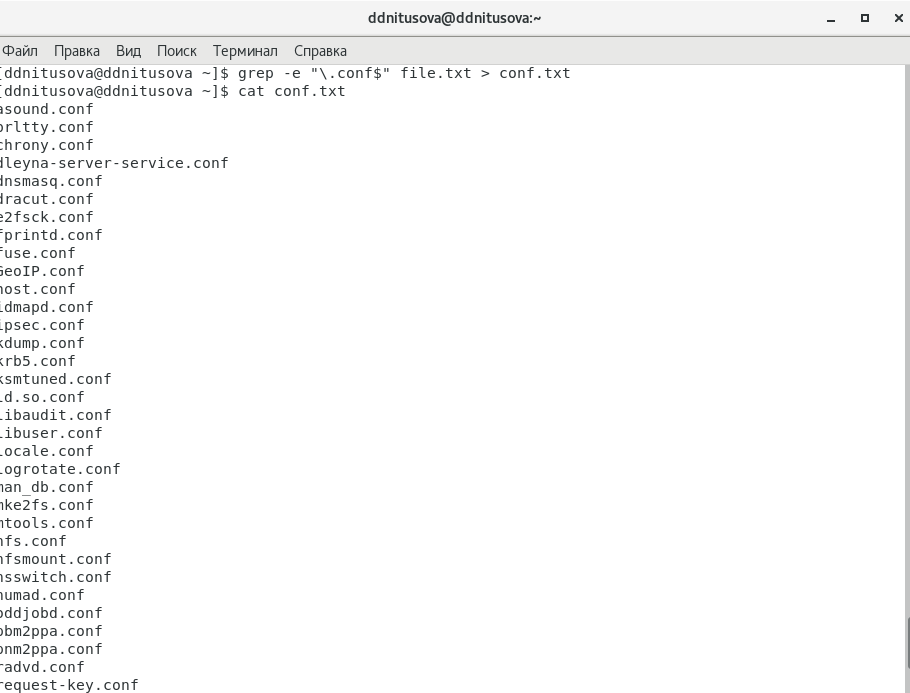 ddnitusova@ddnitusova:~
Файл Правка Вид Поиск Терминал Справка
[ddnitusova@ddnitusova ~]$ grep -e "\.conf$" file.txt > conf.txt
[ddnitusova@ddnitusova ~]$ cat conf.txt
asound.conf
brltty.conf
chrony.conf
dleyna-server-service.conf
dnsmasq.conf
dracut.conf
e2fsck.conf
fprintd.conf
fuse.conf
GeoIP.conf
host.conf
idmapd.conf
ipsec.conf
kdump.conf
krb5.conf
ksmtuned.conf
ld.so.conf
libaudit.conf
libuser.conf
locale.conf
logrotate.conf
man_db.conf
mke2fs.conf
mtools.conf
nfs.conf
nfsmount.conf
nsswitch.conf
numad.conf
oddjobd.conf
pbm2ppa.conf
pnm2ppa.conf
radvd.conf
request-key.conf